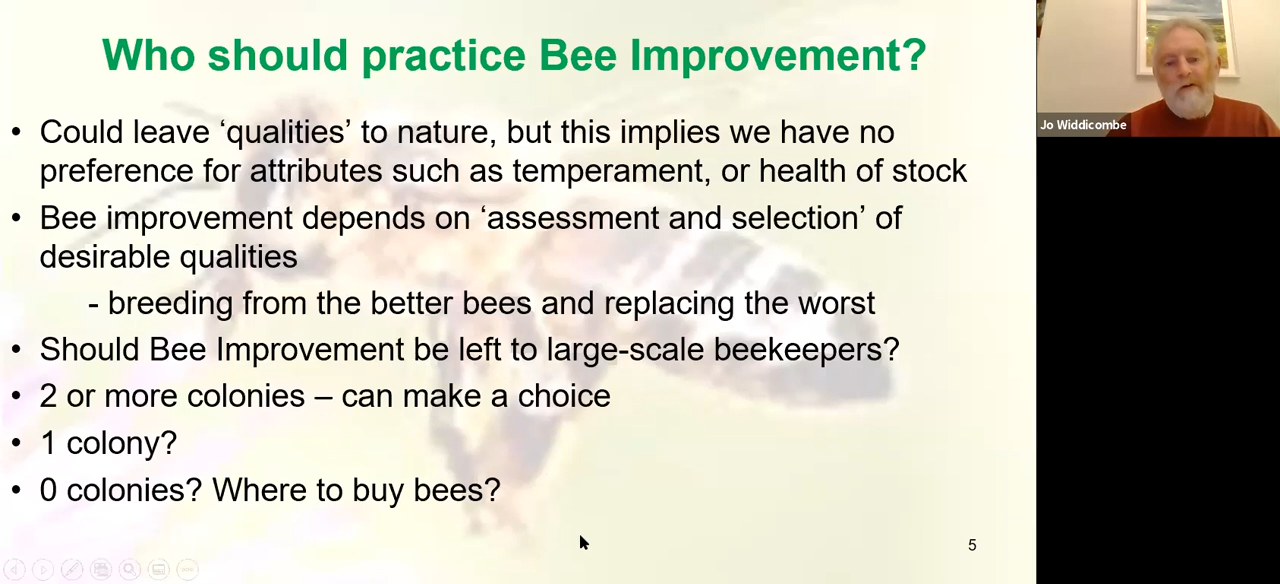 Who should practice Bee Improvement?
• Could leave ‘qualities’ to nature, but this implies we have no
preference for attributes such as temperament, or health of stock
• Bee improvement depends on ‘assessment and selection’ of
desirable qualities
- breeding from the better bees and replacing the worst
• Should Bee Improvement be left to large-scale beekeepers?
• 2 or more colonies – can make a choice
• 1 colony?
• 0 colonies? Where to buy bees?
5
Jo Widdicombe